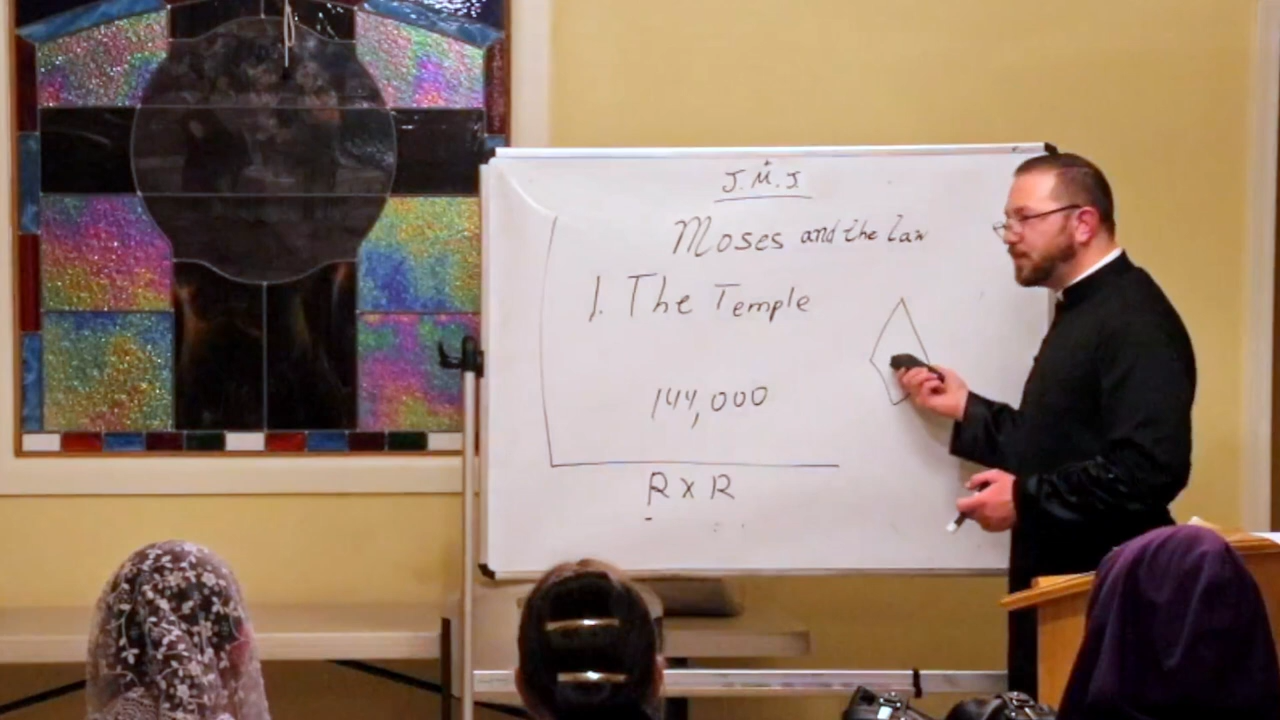 J.M.J.
Moses and the Law
1. The Temple
144,000
R x R